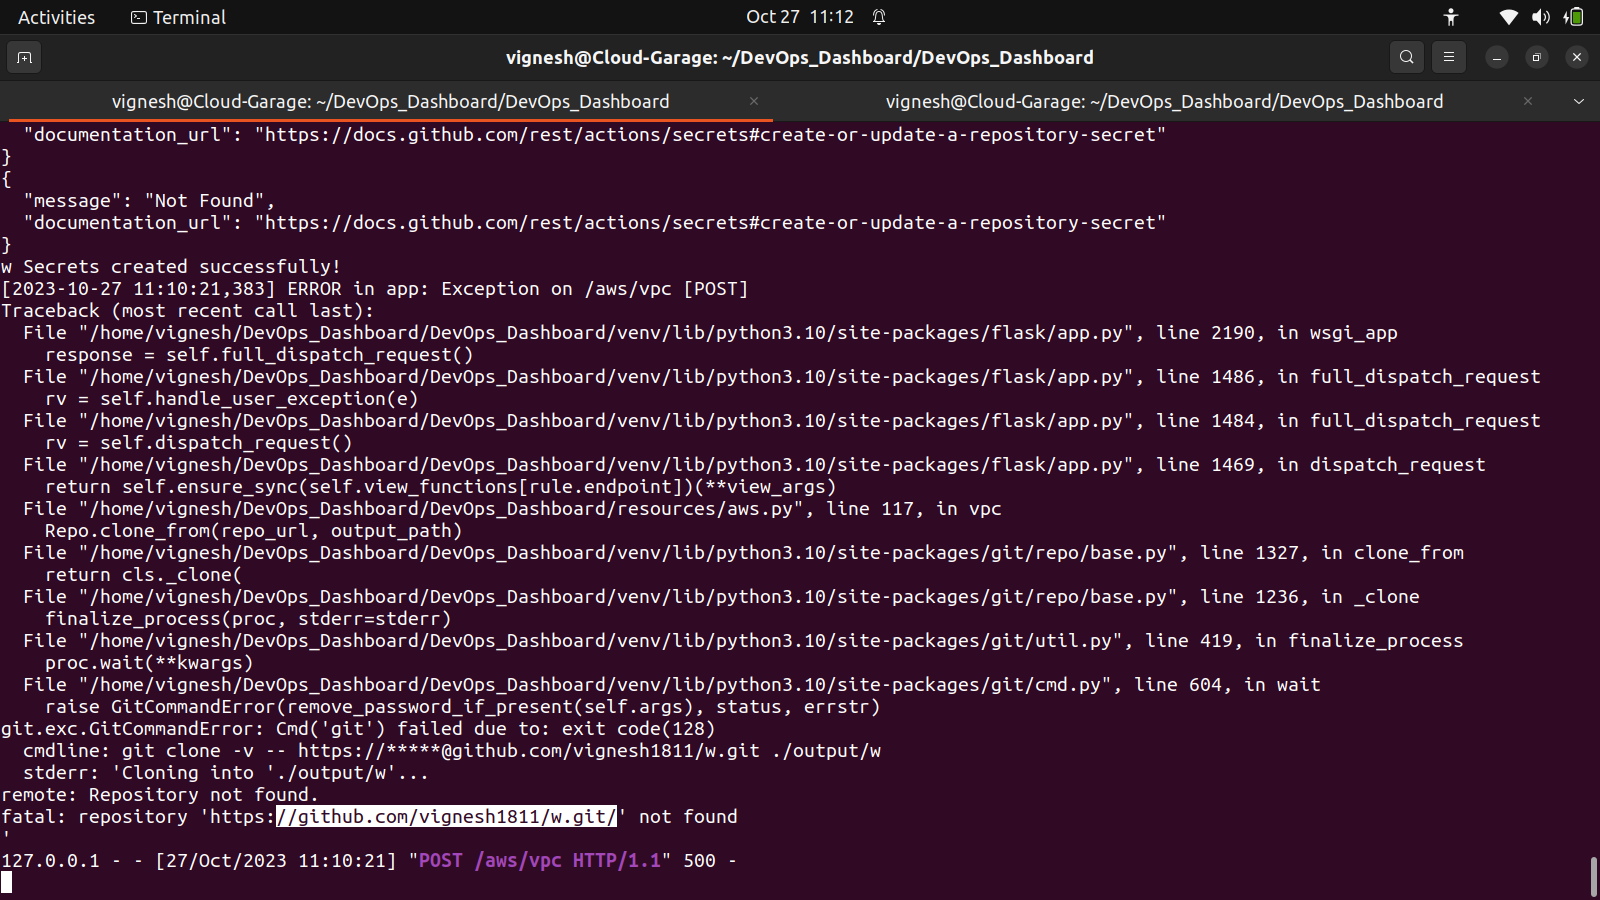 Activities Terminal Oct 27 11:12
vignesh@Cloud-Garage: ~/DevOps_Dashboard/DevOps_Dashboard
vignesh@Cloud-Garage: ~/DevOps_Dashboard/DevOps_Dashboard × vignesh@Cloud-Garage: ~/DevOps_Dashboard/DevOps_Dashboard ×
  "documentation_url": "https://docs.github.com/rest/actions/secrets#create-or-update-a-repository-secret"
}
{
  "message": "Not Found",
  "documentation_url": "https://docs.github.com/rest/actions/secrets#create-or-update-a-repository-secret"
}
w Secrets created successfully!
[2023-10-27 11:10:21,383] ERROR in app: Exception on /aws/vpc [POST]
Traceback (most recent call last):
  File "/home/vignesh/DevOps_Dashboard/DevOps_Dashboard/venv/lib/python3.10/site-packages/flask/app.py", line 2190, in wsgi_app
    response = self.full_dispatch_request()
  File "/home/vignesh/DevOps_Dashboard/DevOps_Dashboard/venv/lib/python3.10/site-packages/flask/app.py", line 1486, in full_dispatch_request
    rv = self.handle_user_exception(e)
  File "/home/vignesh/DevOps_Dashboard/DevOps_Dashboard/venv/lib/python3.10/site-packages/flask/app.py", line 1484, in full_dispatch_request
    rv = self.dispatch_request()
  File "/home/vignesh/DevOps_Dashboard/DevOps_Dashboard/venv/lib/python3.10/site-packages/flask/app.py", line 1469, in dispatch_request
    return self.ensure_sync(self.view_functions[rule.endpoint])(**view_args)
  File "/home/vignesh/DevOps_Dashboard/DevOps_Dashboard/resources/aws.py", line 117, in vpc
    Repo.clone_from(repo_url, output_path)
  File "/home/vignesh/DevOps_Dashboard/DevOps_Dashboard/venv/lib/python3.10/site-packages/git/repo/base.py", line 1327, in clone_from
    return cls._clone(
  File "/home/vignesh/DevOps_Dashboard/DevOps_Dashboard/venv/lib/python3.10/site-packages/git/repo/base.py", line 1236, in _clone
    finalize_process(proc, stderr=stderr)
  File "/home/vignesh/DevOps_Dashboard/DevOps_Dashboard/venv/lib/python3.10/site-packages/git/util.py", line 419, in finalize_process
    proc.wait(**kwargs)
  File "/home/vignesh/DevOps_Dashboard/DevOps_Dashboard/venv/lib/python3.10/site-packages/git/cmd.py", line 604, in wait
    raise GitCommandError(remove_password_if_present(self.args), status, errstr)
git.exc.GitCommandError: Cmd('git') failed due to: exit code(128)
  cmdline: git clone -v -- https://*****@github.com/vignesh1811/w.git ./output/w
  stderr: 'Cloning into './output/w'...
remote: Repository not found.
fatal: repository 'https://github.com/vignesh1811/w.git/' not found
'
127.0.0.1 - - [27/Oct/2023 11:10:21] "POST /aws/vpc HTTP/1.1" 500 -